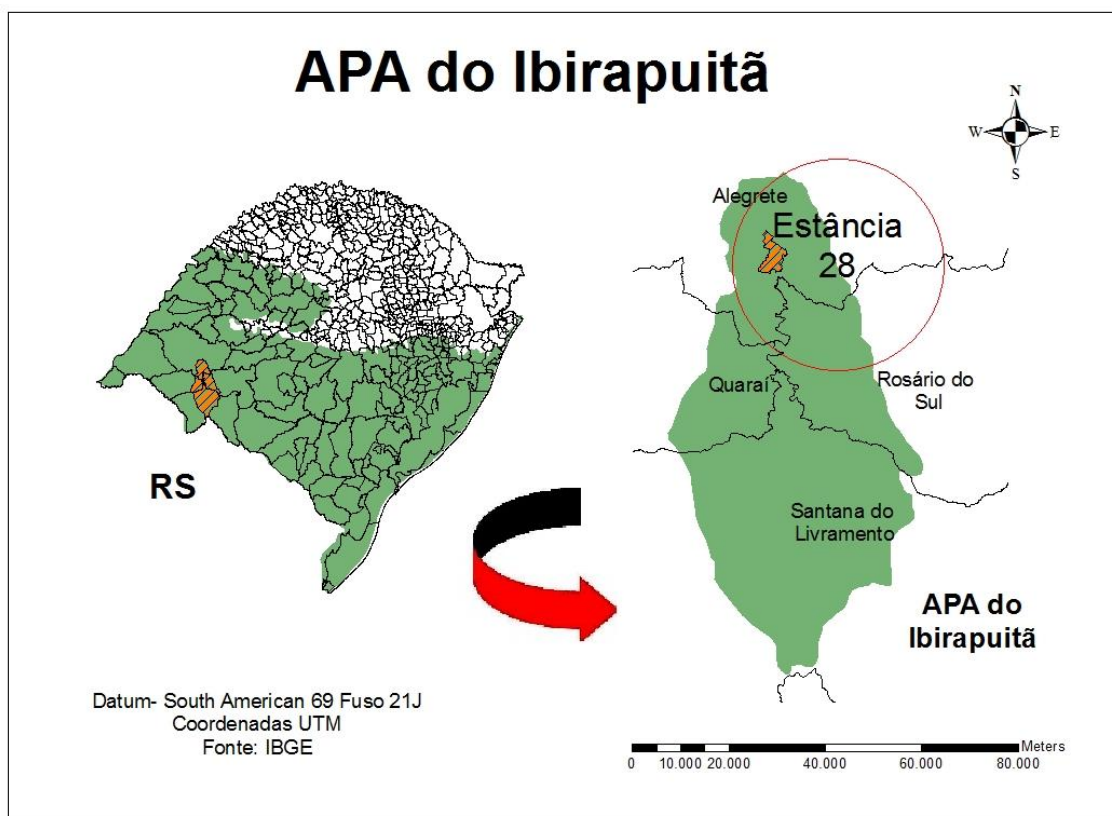 APA do Ibirapuitã
N
W
E
S
Alegrete
Estância
28
Quaraí
Rosário do
Sul
RS
Santana do
Livramento
APA do
Ibirapuitã
Datum- South American 69 Fuso 21J
Coordenadas UTM
Fonte: IBGE
Meters
0 10.000 20.000 40.000 60.000 80.000